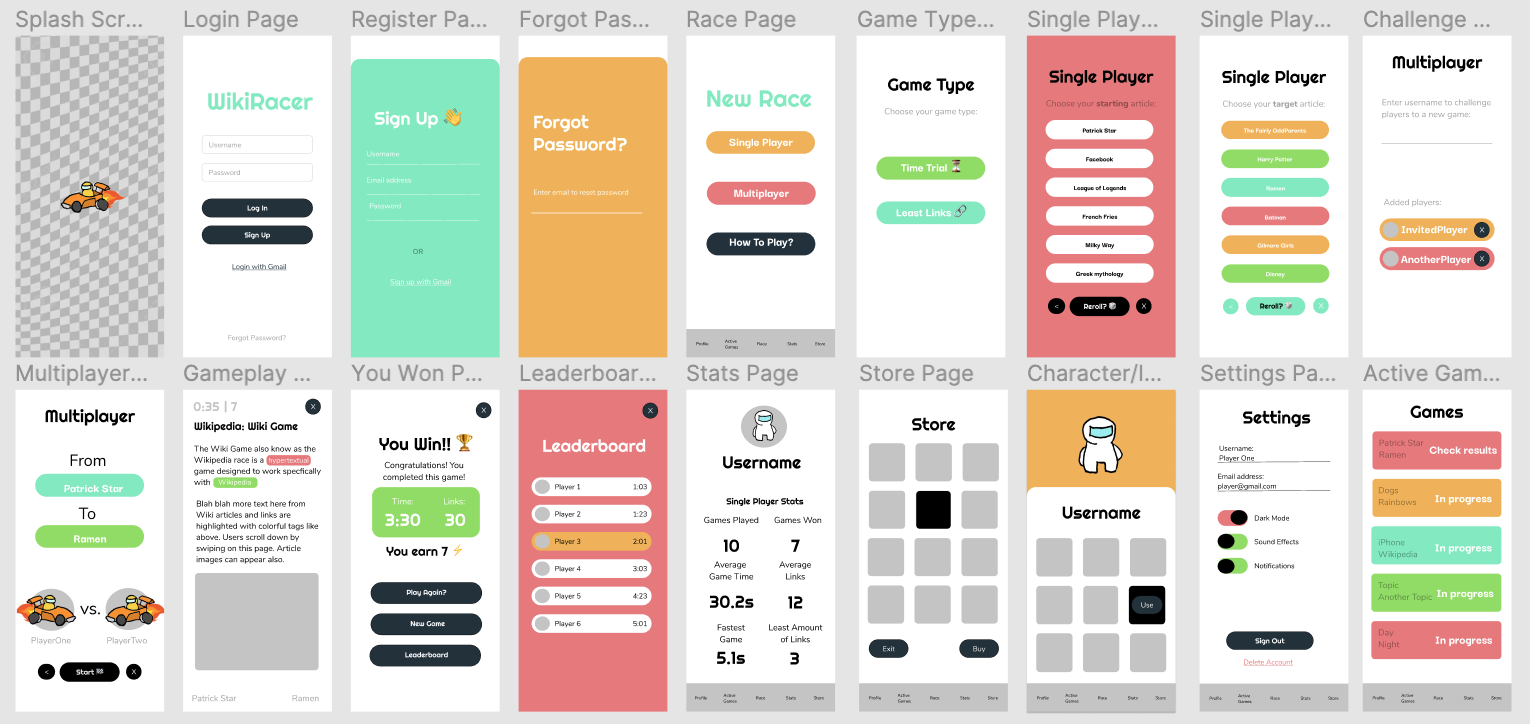 Splash Scr...
Login Page
Register Pa...
Forgot Pas...
Race Page
Game Type...
Single Play...
Single Play...
Challenge ...
WikiRacer
Username
Password
Log In
Sign Up
Login with Gmail
Forgot Password?
Sign Up 👋
Username
Email address
Password
OR
Sign up with Gmail
Forgot
Password?
Enter email to reset password
New Race
Single Player
Multiplayer
How To Play?
Profile
Active
Games
Race
Stats
Store
Game Type
Choose your game type:
Time Trial ⏳
Least Links 🔗
Single Player
Choose your starting article:
Patrick Star
Facebook
League of Legends
French Fries
Milky Way
Greek mythology
<
Reroll? 🎲
X
Single Player
Choose your target article:
The Fairly OddParents
Harry Potter
Ramen
Batman
Gilmore Girls
Disney
<
Reroll? 🎲
X
Multiplayer
Enter username to challenge
players to a new game:
Added players:
InvitedPlayer X
AnotherPlayer X
Multiplayer...
Gameplay ...
You Won P...
Leaderboar...
Stats Page
Store Page
Character/I...
Settings Pa...
Active Gam...
Multiplayer
From
Patrick Star
To
Ramen
vs.
PlayerOne
PlayerTwo
<
Start 🏁
X
0:35 | 7
X
Wikipedia: Wiki Game
The Wiki Game also know as the
Wikipedia race is a hypertextual
game designed to work specfically
with Wikipedia
Blah blah more text here from
Wiki articles and links are
highlighted with colorful tags like
above. Users scroll down by
swiping on this page. Article
images can appear also.
Patrick Star
Ramen
X
You Win!! 🏆
Congratulations! You
completed this game!
Time: Links:
3:30 30
You earn 7 ⚡
Play Again?
New Game
Leaderboard
X
Leaderboard
Player 1 1:03
Player 2 1:23
Player 3 2:01
Player 4 3:03
Player 5 4:23
Player 6 5:01
Username
Single Player Stats
Games Played Games Won
10 7
Average
Game Time
Average
Links
30.2s 12
Fastest
Game
Least Amount
of Links
5.1s 3
Profile
Active
Games
Race
Stats
Store
Store
Exit
Buy
Profile
Active
Games
Race
Stats
Store
Username
Use
Profile
Active
Games
Race
Stats
Store
Settings
Username:
Player One
Email address:
player@gmail.com
Dark Mode
Sound Effects
Notifications
Sign Out
Delete Account
Profile
Active
Games
Race
Stats
Store
Games
Patrick Star
Ramen
Check results
Dogs
Rainbows
In progress
iPhone
Wikipedia
In progress
Topic
Another Topic
In progress
Day
Night
In progress
Profile
Active
Games
Race
Stats
Store